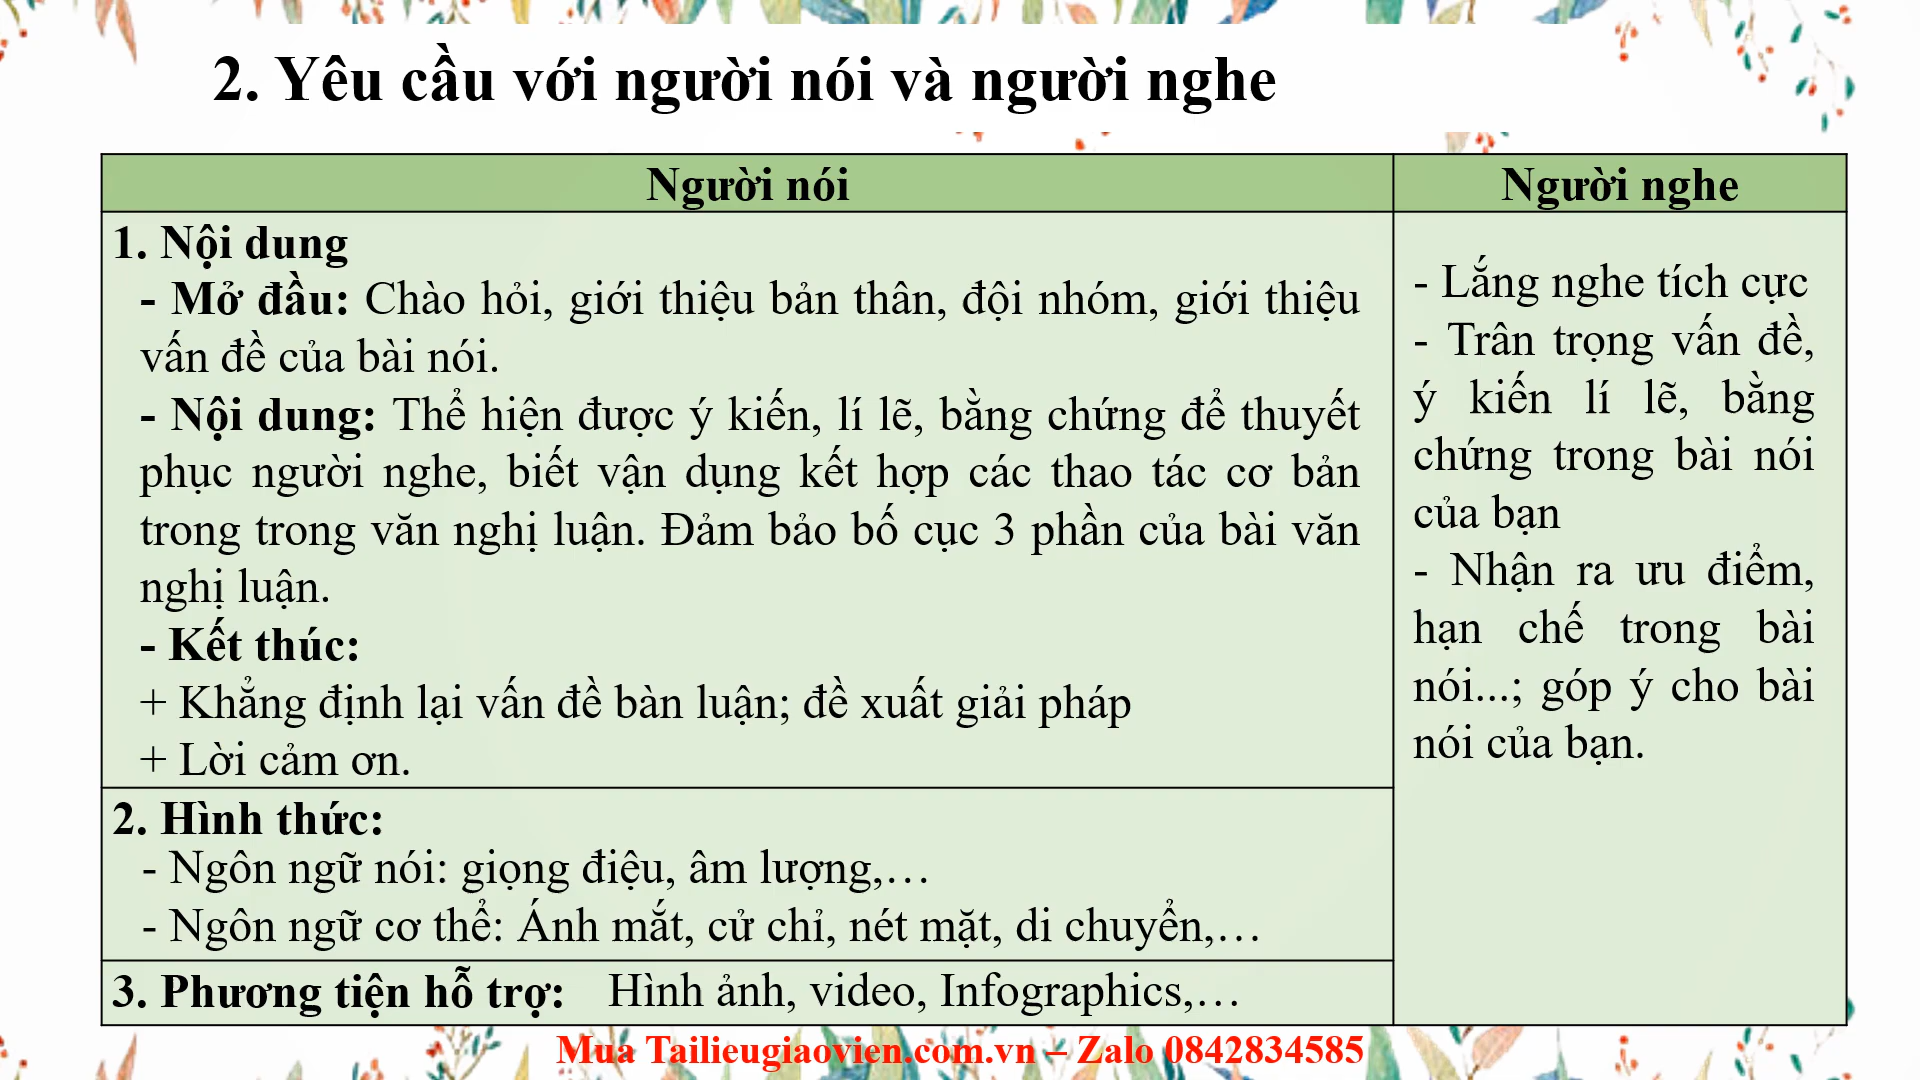 2. Yêu cầu với người nói và người nghe
Người nói
Người nghe
1. Nội dung
- Mở đầu: Chào hỏi, giới thiệu bản thân, đội nhóm, giới thiệu
vấn đề của bài nói.
- Nội dung: Thể hiện được ý kiến, lí lẽ, bằng chứng để thuyết
phục người nghe, biết vận dụng kết hợp các thao tác cơ bản
trong trong văn nghị luận. Đảm bảo bố cục 3 phần của bài văn
nghị luận.
- Kết thúc:
+ Khẳng định lại vấn đề bàn luận; đề xuất giải pháp
+ Lời cảm ơn.
2. Hình thức:
- Ngôn ngữ nói: giọng điệu, âm lượng,…
- Ngôn ngữ cơ thể: Ánh mắt, cử chỉ, nét mặt, di chuyển,…
3. Phương tiện hỗ trợ: Hình ảnh, video, Infographics,…
- Lắng nghe tích cực
- Trân trọng vấn đề,
ý kiến lí lẽ, bằng
chứng trong bài nói
của bạn
- Nhận ra ưu điểm,
hạn chế trong bài
nói...; góp ý cho bài
nói của bạn.
Mua Tailieugiaovien.com.vn – Zalo 0842834585